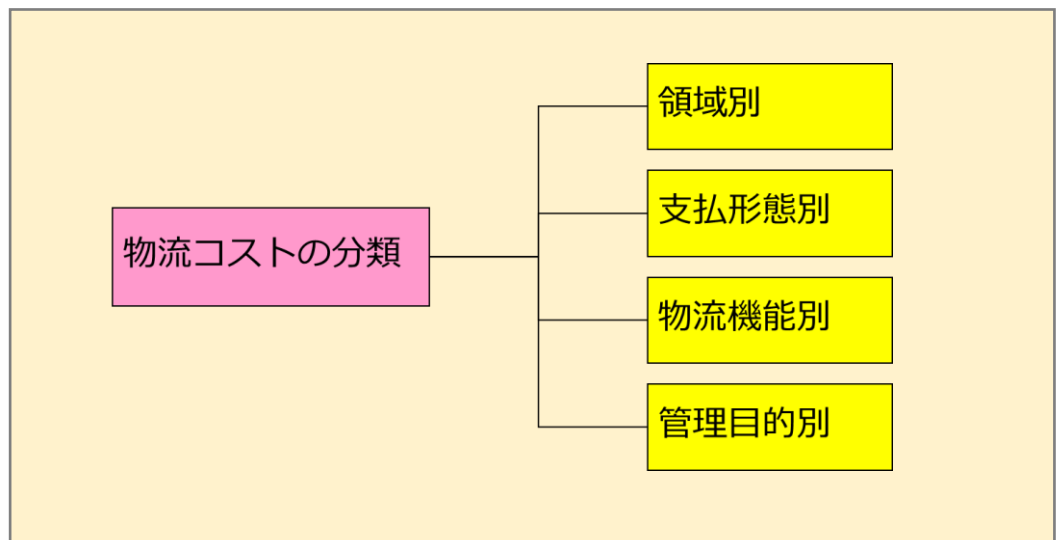 物流コストの分類
領域別
支払形態別
物流機能別
管理目的別